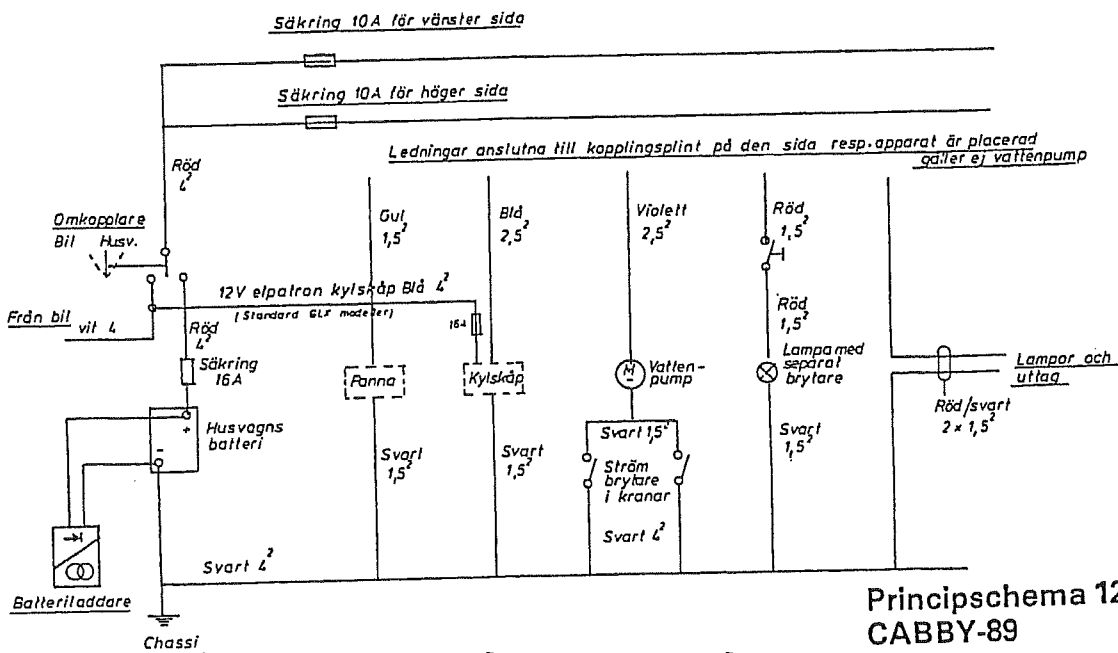 Säkring 10A för vänster sida
Säkring 10A för höger sida
Ledningar anslutna till kopplingsplint på den sida resp. apparat är placerad
gäller ej vattenpump
Röd
4²
Omkopplare
Bil Husv.
Gul
1,5²
Blå
2,5²
Violett
2,5²
Röd
1,5²
12V elpatron kylskåp Blå 4²
(Standard GLX modeller)
Från bil
vit 4
Röd
4²
16A
Röd
1,5²
Säkring
16A
Panna
Kylskåp
M
Vatten-
pump
Lampa med
separat
brytare
Lampor och
uttag
Röd/svart
2 x 1,5²
Husvagns
batteri
+
-
Svart
1,5²
Svart
1,5²
Svart 1,5²
Ström
brytare
i kranar
Svart
1,5²
Svart 4²
Svart 4²
Batteriladdare
Chassi
Principschema 12
CABBY-89